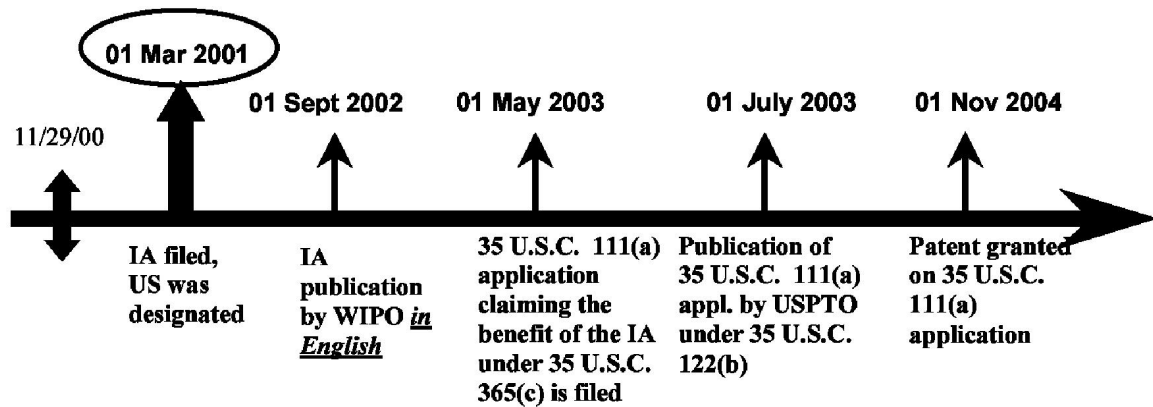 01 Mar 2001
01 Sept 2002
01 May 2003
01 July 2003
01 Nov 2004
11/29/00
IA filed,
US was
designated
IA
publication
by WIPO in
English
35 U.S.C. 111(a)
application
claiming the
benefit of the IA
under 35 U.S.C.
365(c) is filed
Publication of
35 U.S.C. 111(a)
appl. by USPTO
under 35 U.S.C.
122(b)
Patent granted
on 35 U.S.C.
111(a)
application